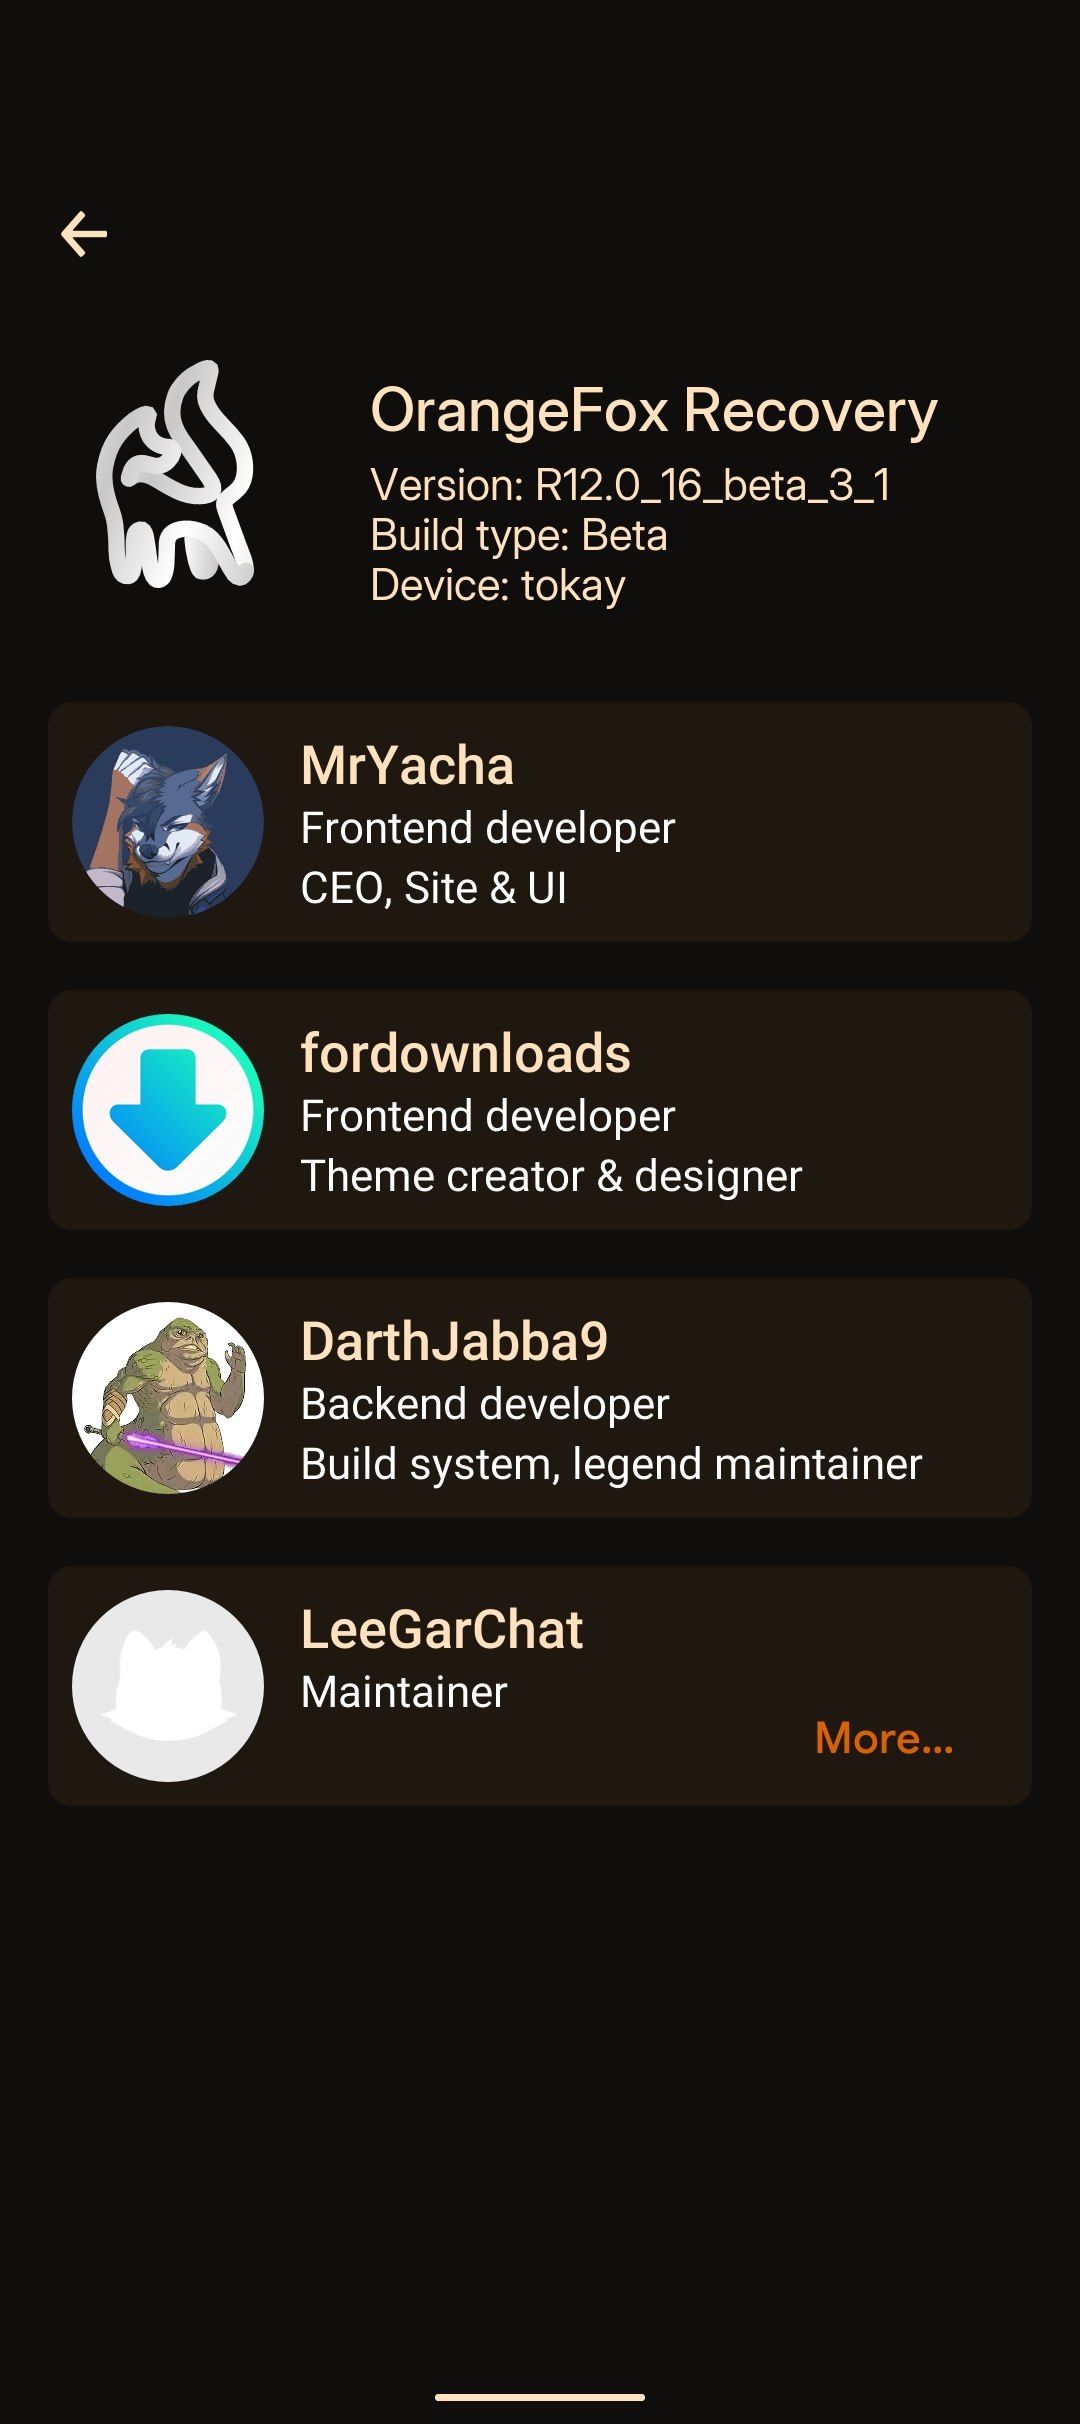 OrangeFox Recovery
Version: R12.0_16_beta_3_1
Build type: Beta
Device: tokay
MrYacha
Frontend developer
CEO, Site & UI
fordownloads
Frontend developer
Theme creator & designer
DarthJabba9
Backend developer
Build system, legend maintainer
LeeGarChat
Maintainer
More...